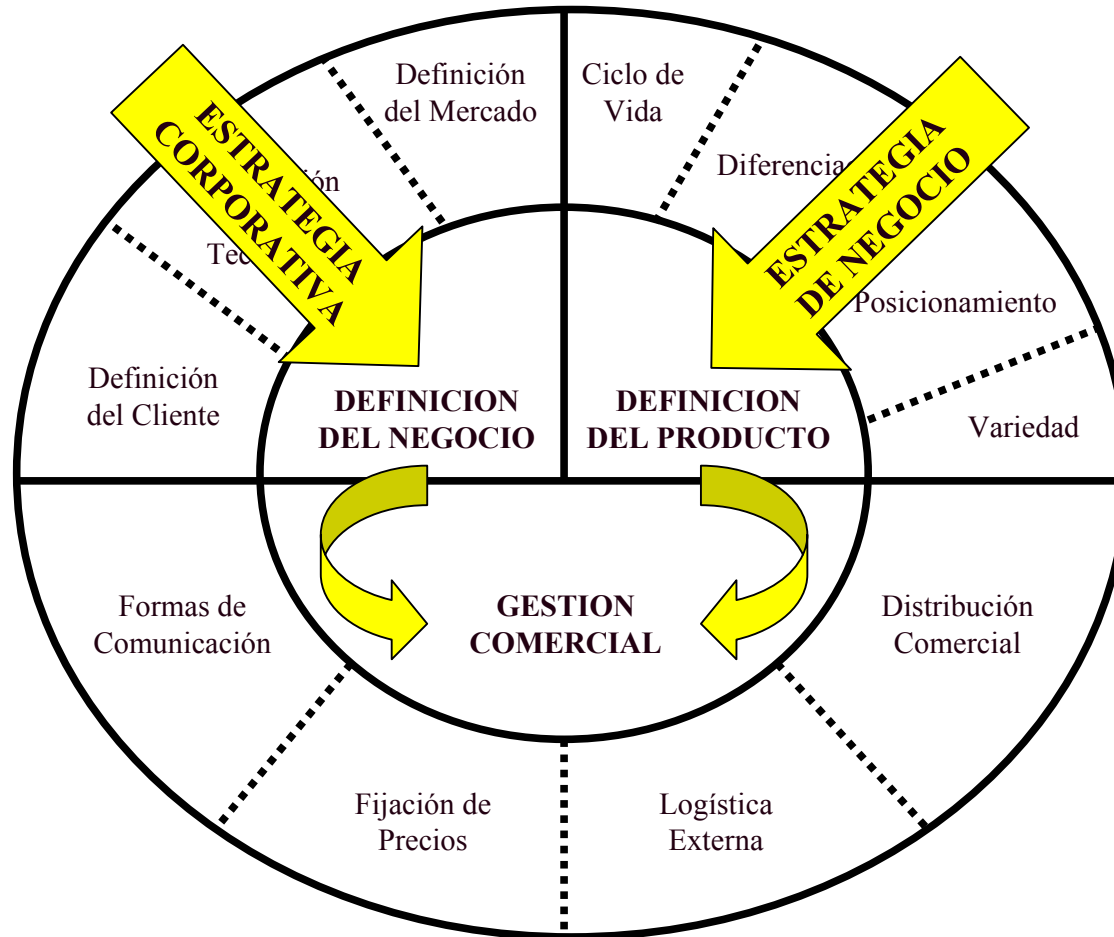 Definición
del Mercado
Ciclo de
Vida
ESTRATEGIA
CORPORATIVA
ESTRATEGIA
DE NEGOCIO
Posicionamiento
Definición
del Cliente
Variedad
DEFINICION
DEL NEGOCIO
DEFINICION
DEL PRODUCTO
Formas de
Comunicación
GESTION
COMERCIAL
Distribución
Comercial
Fijación de
Precios
Logística
Externa